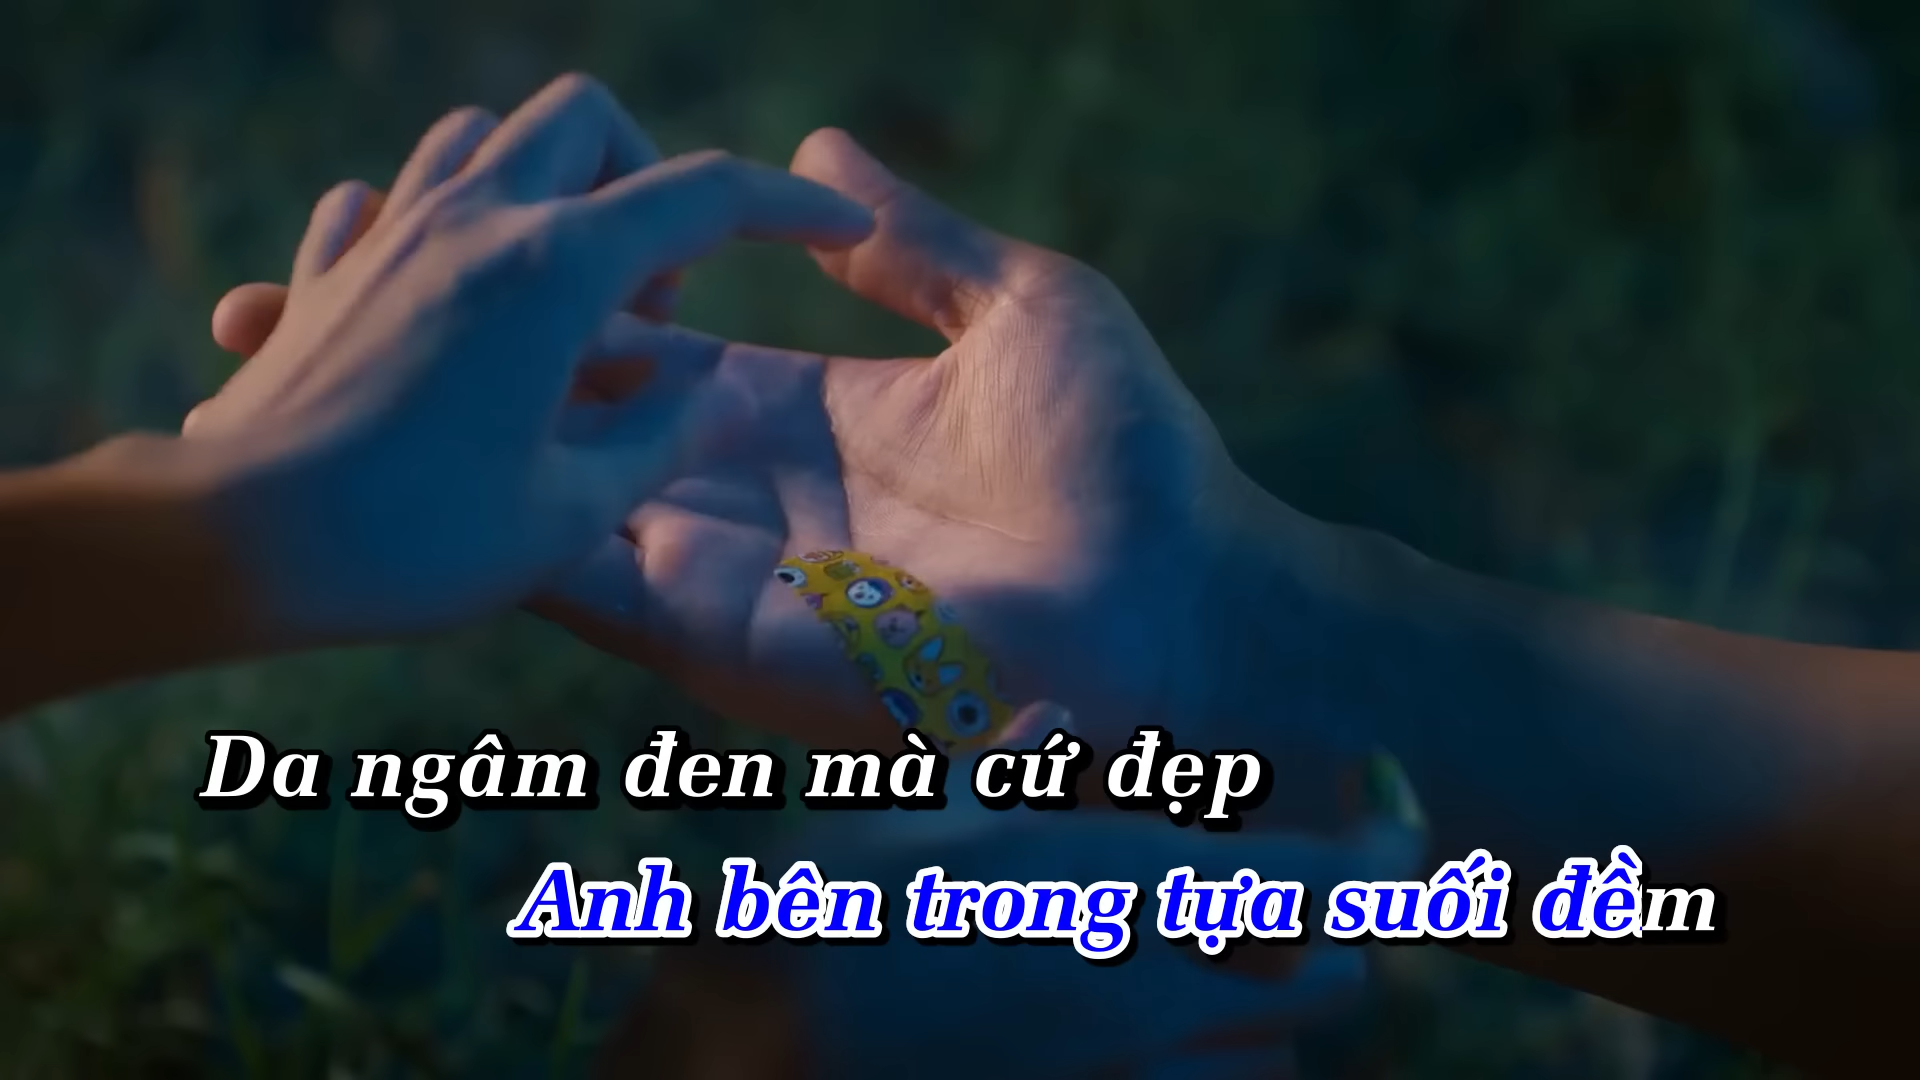 Da ngâm đen mà cứ đẹp
Anh bên trong tựa suối đềm